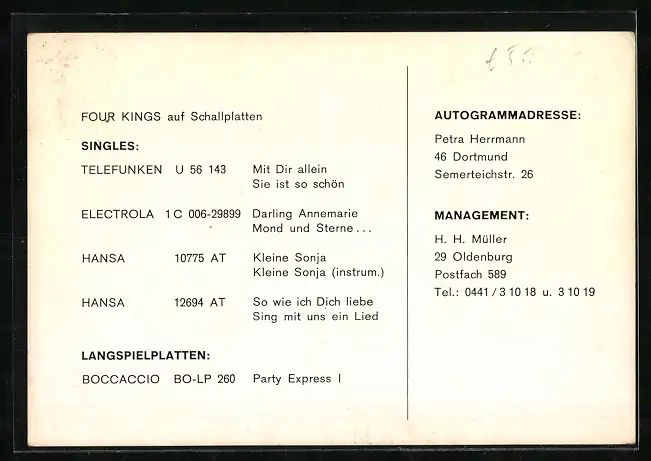 FOUR KINGS auf Schallplatten
SINGLES:
TELEFUNKEN U 56 143 Mit Dir allein
Sie ist so schön
ELECTROLA 1 C 006-29899 Darling Annemarie
Mond und Sterne...
HANSA 10775 AT Kleine Sonja
Kleine Sonja (instrum.)
HANSA 12694 AT So wie ich Dich liebe
Sing mit uns ein Lied
LANGSPIELPLATTEN:
BOCCACCIO BO-LP 260 Party Express I
AUTOGRAMMADRESSE:
Petra Herrmann
46 Dortmund
Semerteichstr. 26
MANAGEMENT:
H. H. Müller
29 Oldenburg
Postfach 589
Tel.: 0441 / 3 10 18 u. 3 10 19